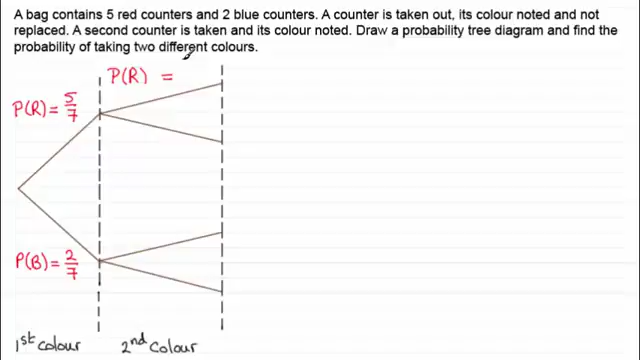 A bag contains 5 red counters and 2 blue counters. A counter is taken out, its colour noted and not
replaced. A second counter is taken and its colour noted. Draw a probability tree diagram and find the
probability of taking two different colours.
P(R) =
P(R) = 5/7
P(B) = 2/7
1st colour 2nd colour